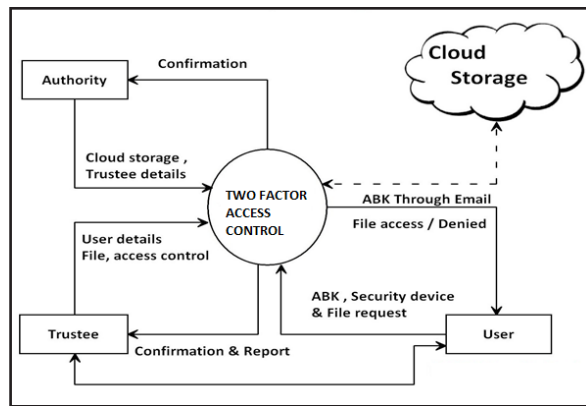 Cloud
Storage
Confirmation
Authority
Cloud storage ,
Trustee details
TWO FACTOR
ACCESS
CONTROL
ABK Through Email
File access / Denied
User details
File, access control
ABK , Security device
& File request
Trustee
User
Confirmation & Report